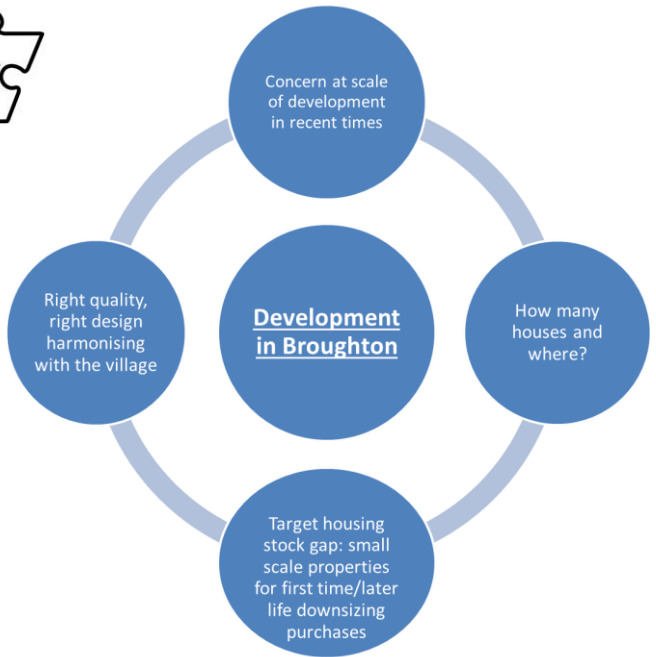 Concern at scale
of development
in recent times
Right quality,
right design
harmonising
with the village
Development
in Broughton
How many
houses and
where?
Target housing
stock gap: small
scale properties
for first time/later
life downsizing
purchases